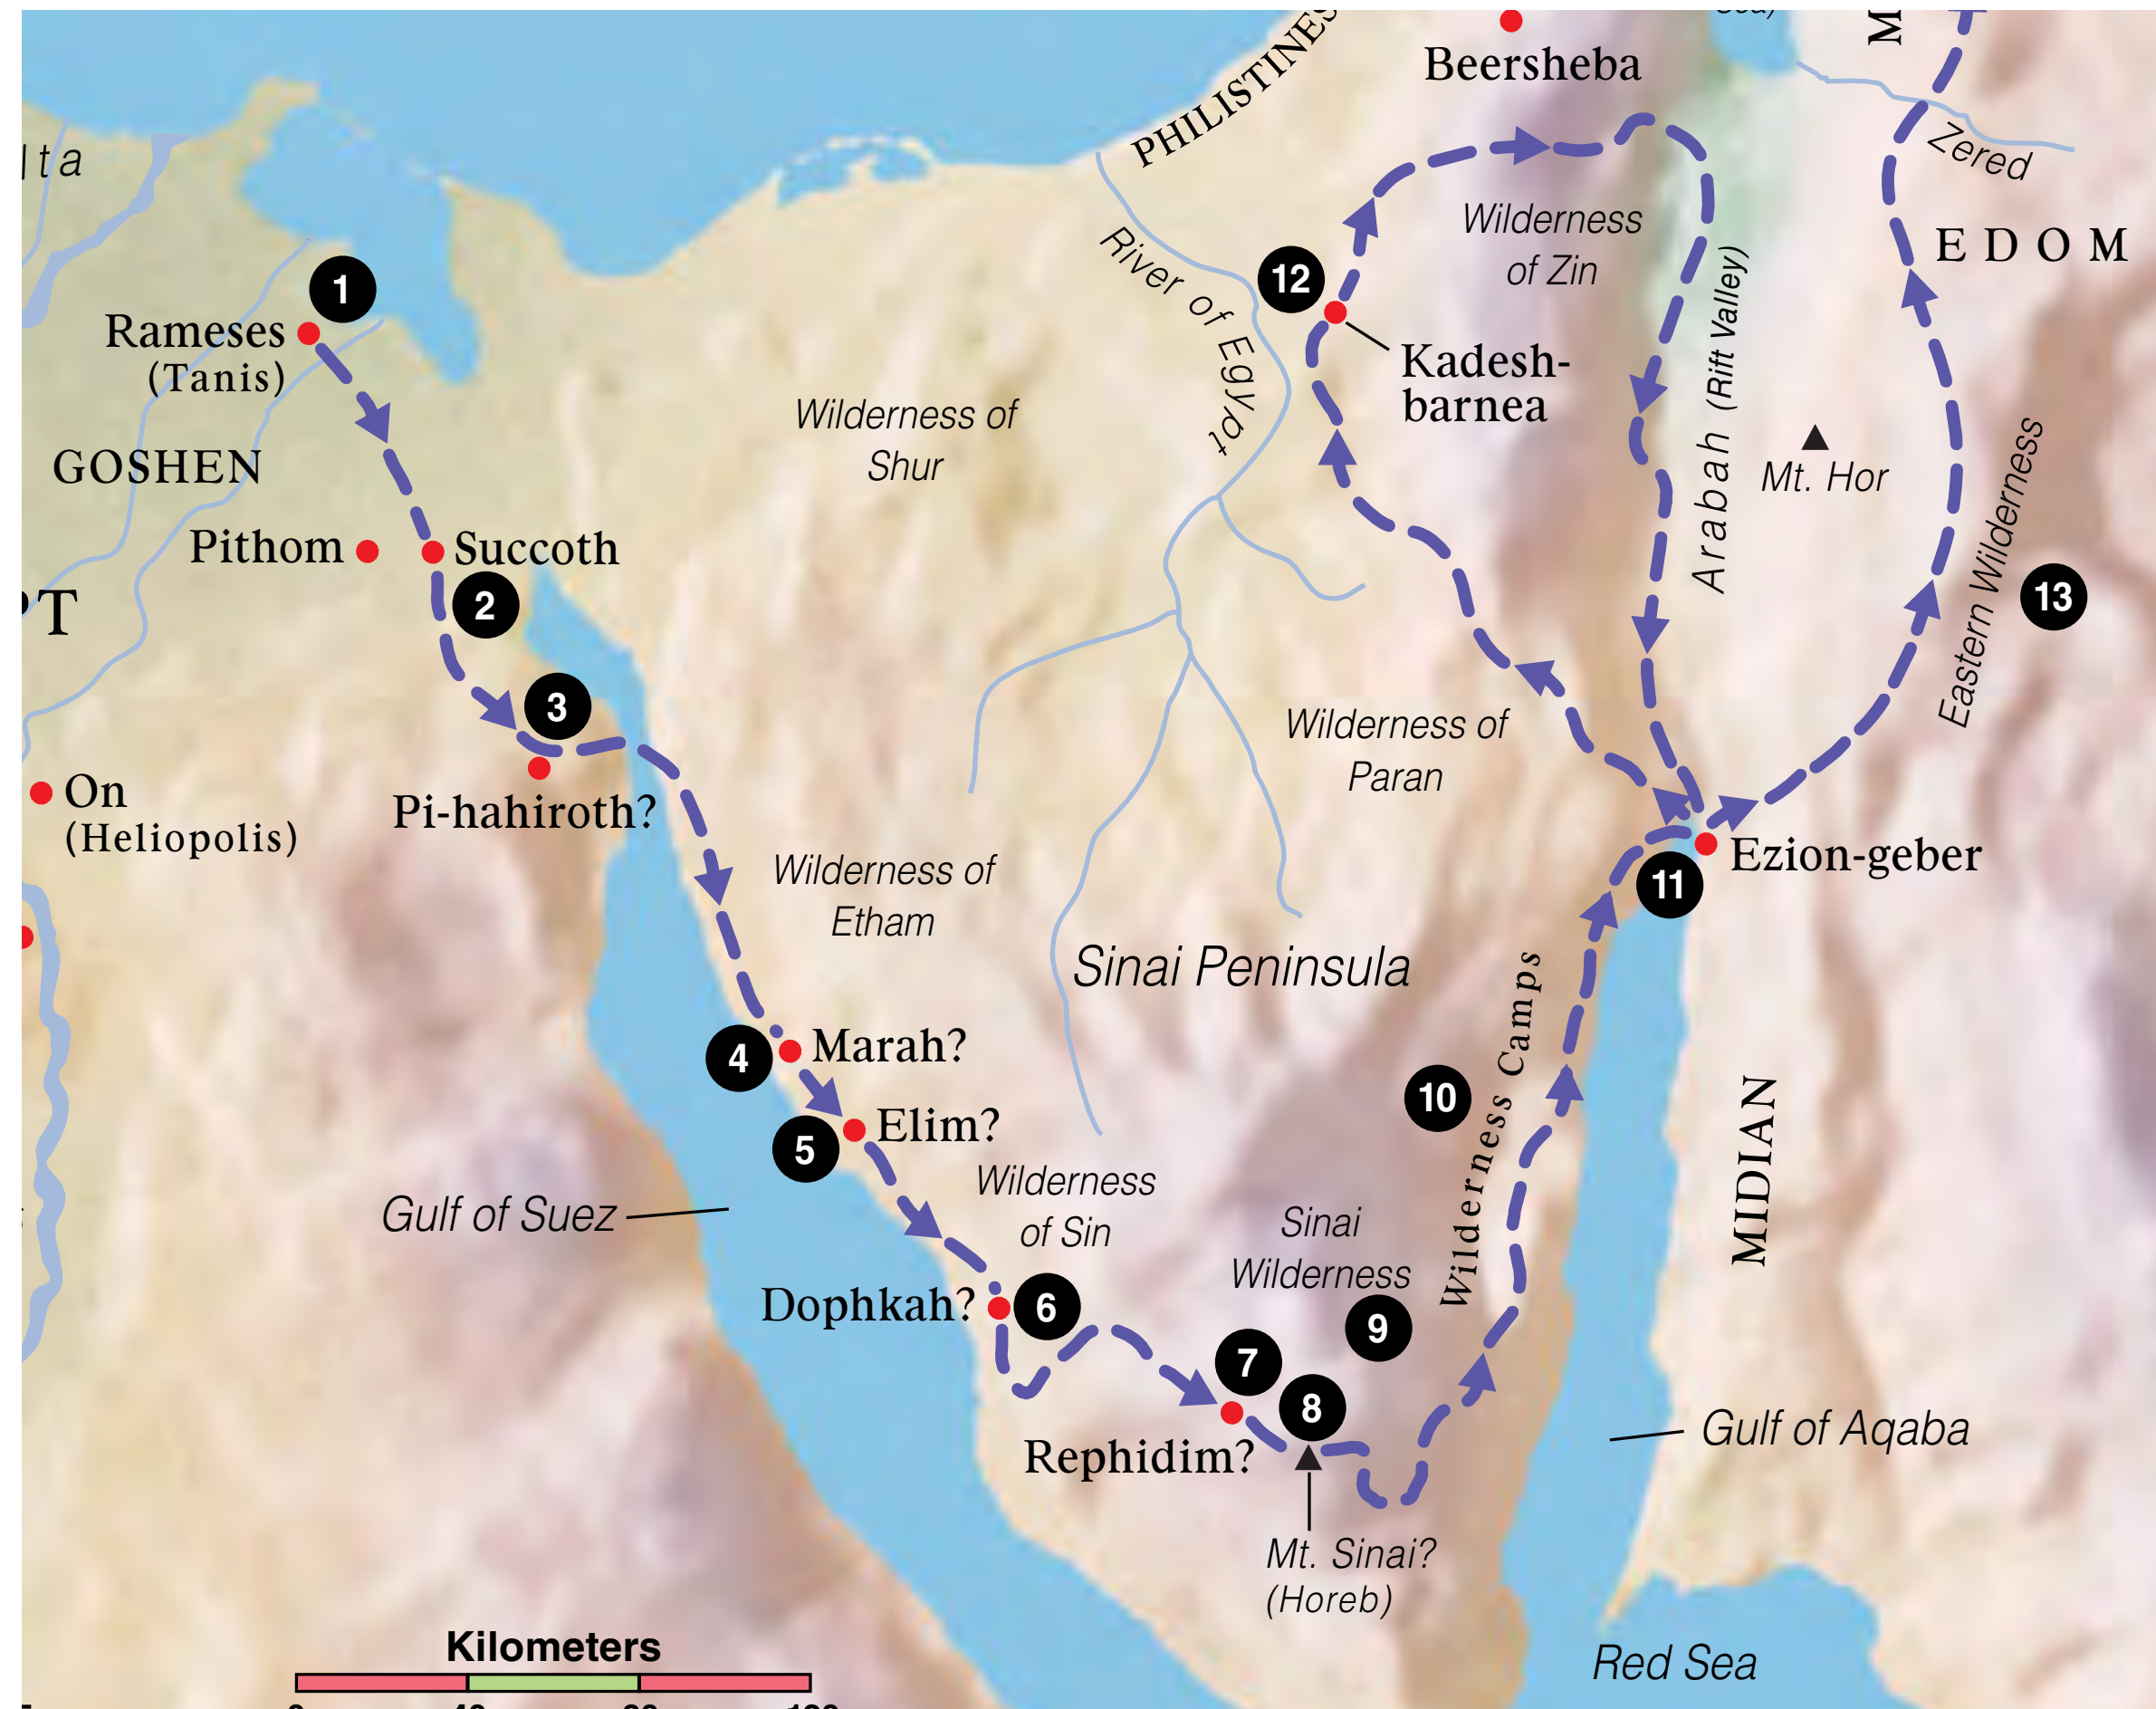 Beersheba
PHILISTINES
lta
Zered
1
Rameses
(Tanis)
River of Egypt
12
Wilderness
of Zin
EDOM
Kadesh-
barnea
Arabah (Rift Valley)
Mt. Hor
Wilderness of
Shur
GOSHEN
Pithom
Succoth
2
T
Eastern Wilderness
13
3
Pi-hahiroth?
On
(Heliopolis)
Wilderness of
Paran
Ezion-geber
11
Wilderness of
Etham
Sinai Peninsula
Marah?
4
Elim?
5
10
Wilderness Camps
MIDIAN
Gulf of Suez
Wilderness
of Sin
Sinai
Wilderness
Dophkah?
6
9
7
8
Rephidim?
Gulf of Aqaba
Mt. Sinai?
(Horeb)
Kilometers
Red Sea